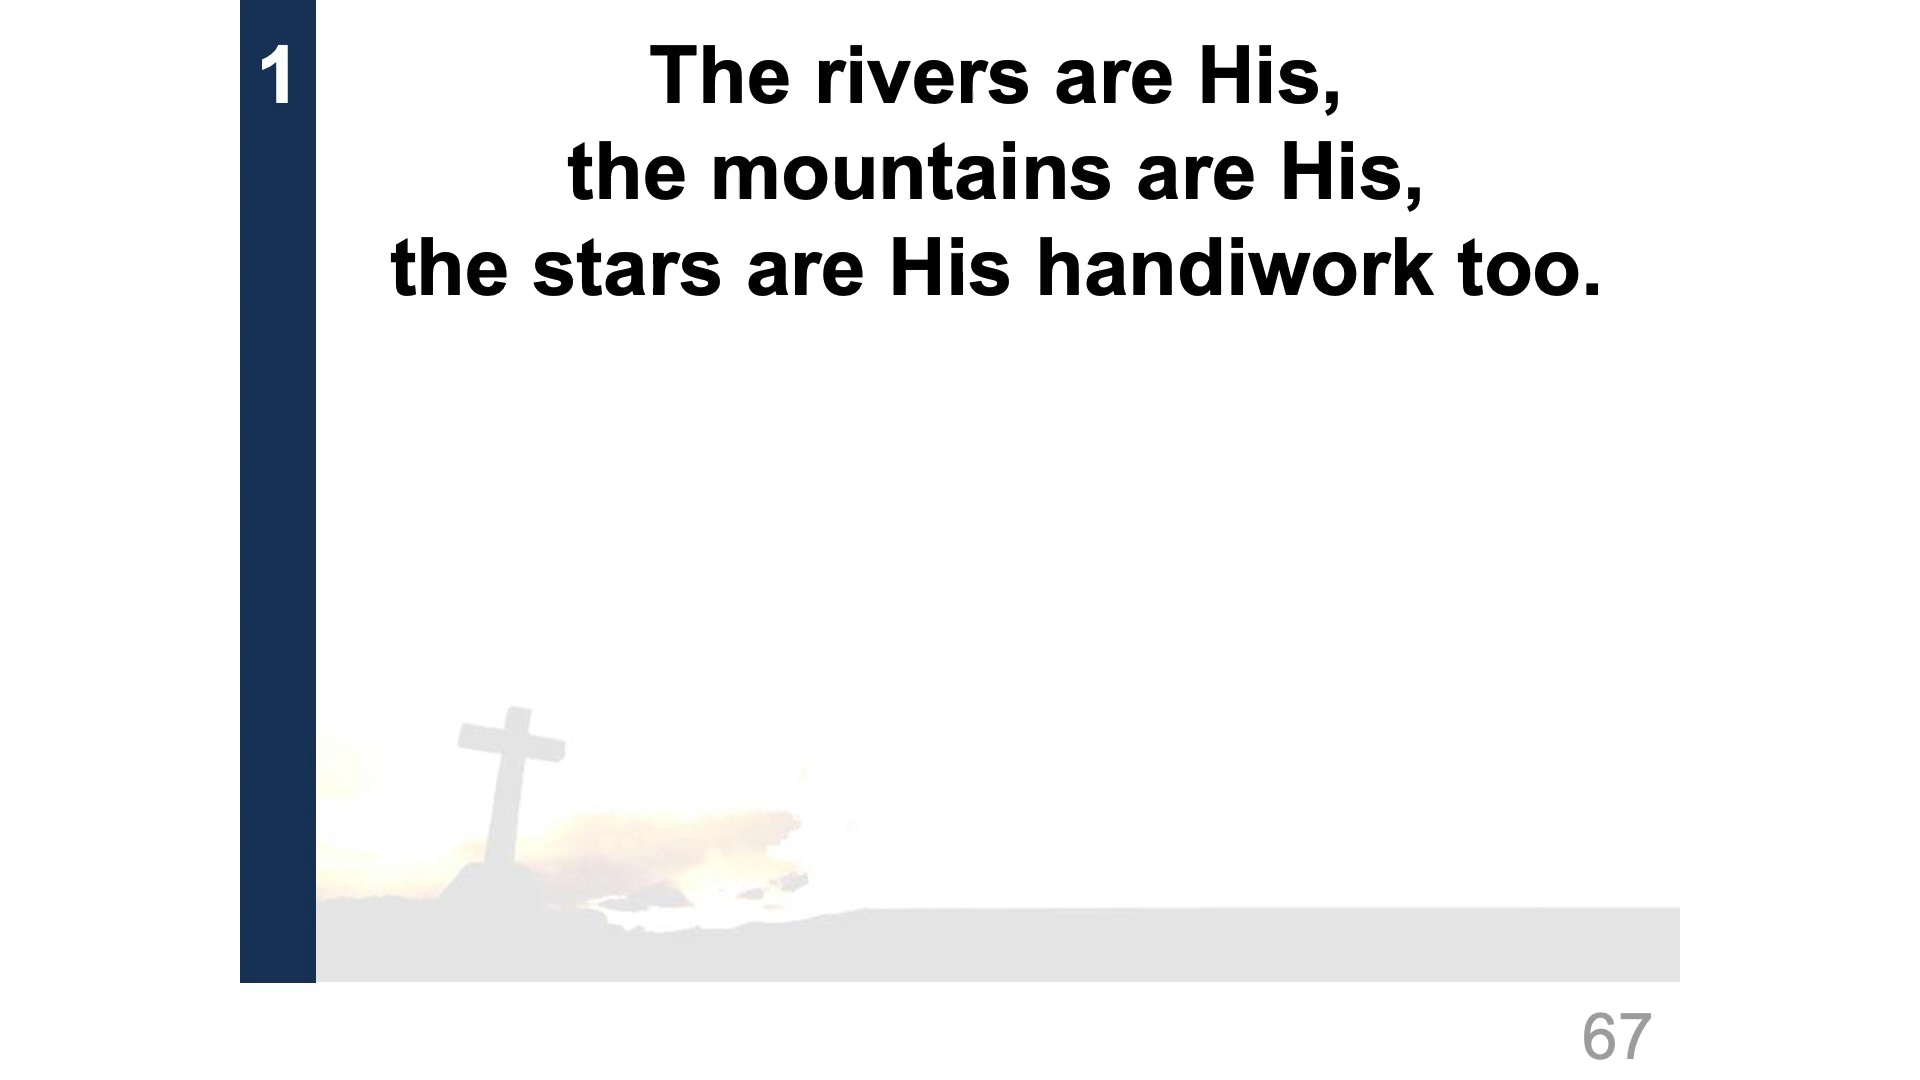 1
The rivers are His,
the mountains are His,
the stars are His handiwork too.
67